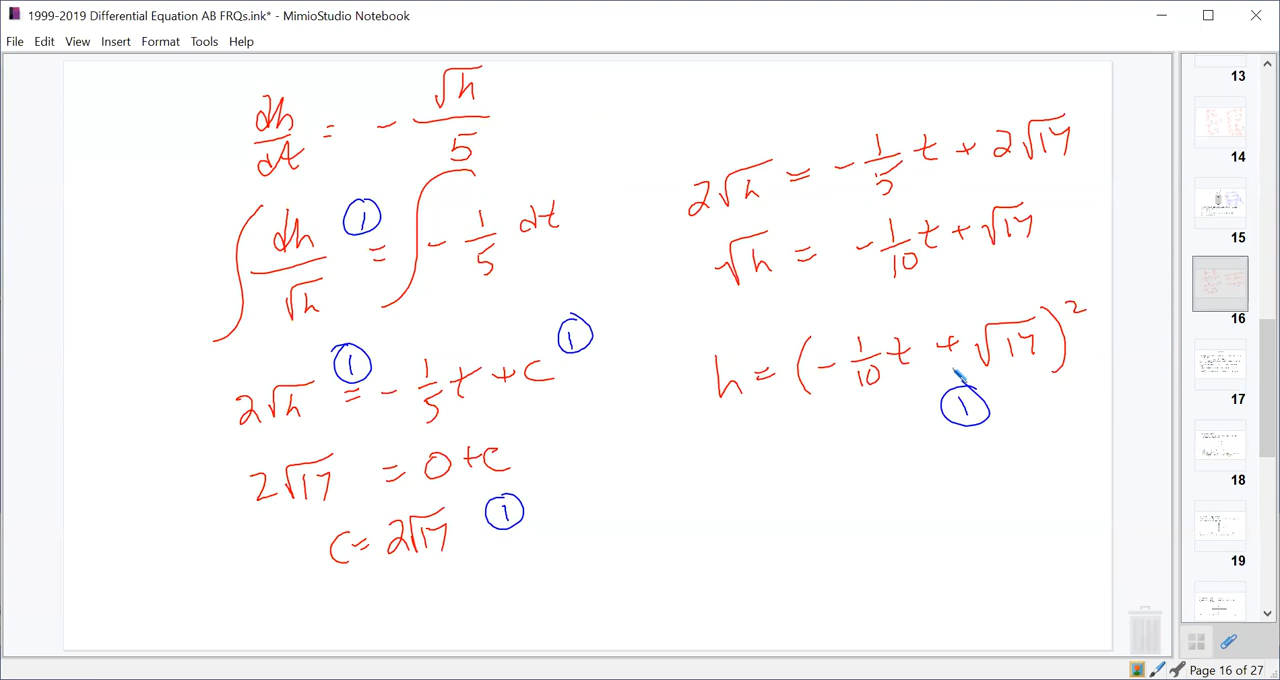 1999-2019 Differential Equation AB FRQs.ink* - MimioStudio Notebook
File Edit View Insert Format Tools Help
dh/dt = - √h/5
∫ dh/√h = ∫ - 1/5 dt
1
2√h = - 1/5 t + C
1
1
2√17 = 0 + C
C = 2√17
1
2√h = - 1/5 t + 2√17
√h = - 1/10 t + √17
h = (- 1/10 t + √17)²
1
13
14
15
16
17
18
19
Page 16 of 27